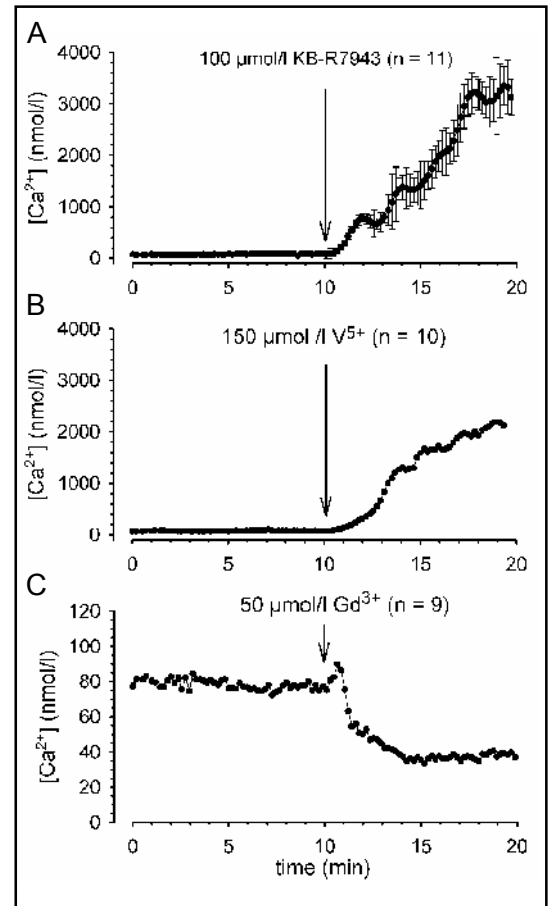 A
100 µmol/l KB-R7943 (n = 11)
4000
3000
2000
1000
0
[Ca²⁺] (nmol/l)
0 5 10 15 20
B
150 µmol /l V⁵⁺ (n = 10)
4000
3000
2000
1000
0
[Ca²⁺] (nmol/l)
0 5 10 15 20
C
50 µmol/l Gd³⁺ (n = 9)
120
100
80
60
40
20
0
[Ca²⁺] (nmol/l)
0 5 10 15 20
time (min)